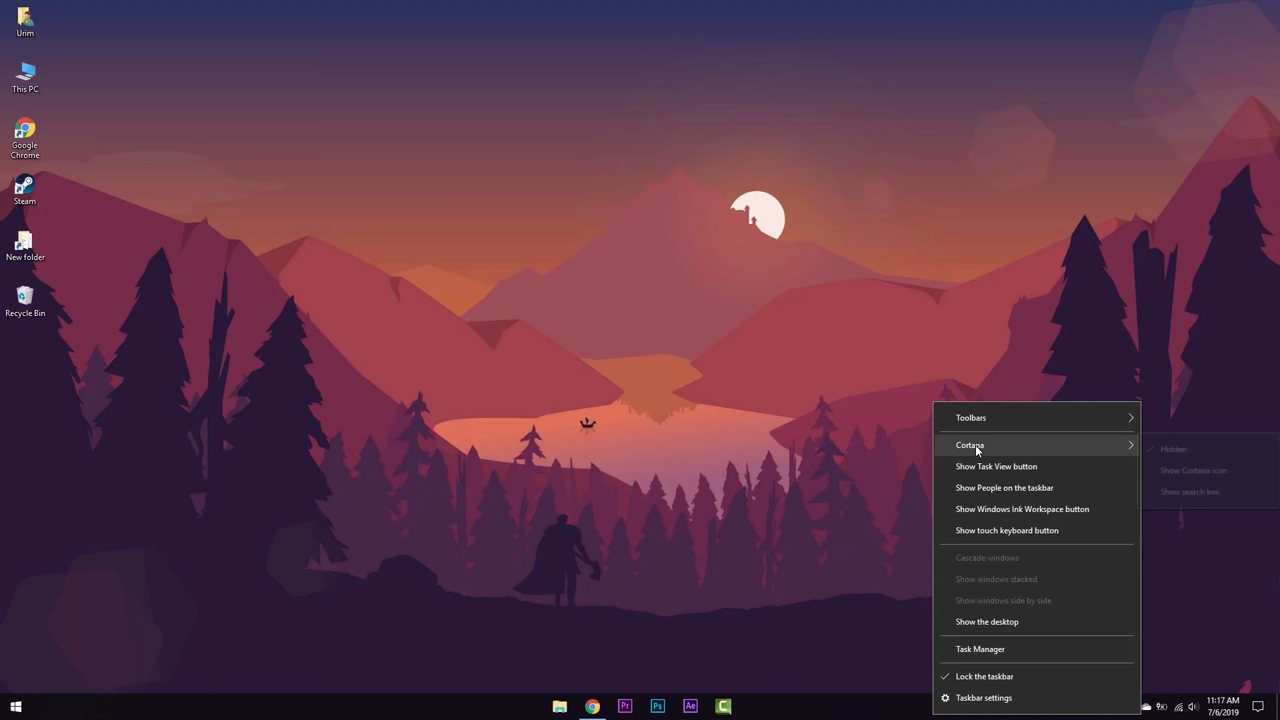 Urim
This PC
Google
Chrome
Steam
New folder
Recycle Bin
Toolbars
Cortana
Show Task View button
Show People on the taskbar
Show Windows Ink Workspace button
Show touch keyboard button
Cascade windows
Show windows stacked
Show windows side by side
Show the desktop
Task Manager
Lock the taskbar
Taskbar settings
Hidden
Show Cortana icon
Show search box
Pr
Ps
Ae
C
11:17 AM
7/6/2019